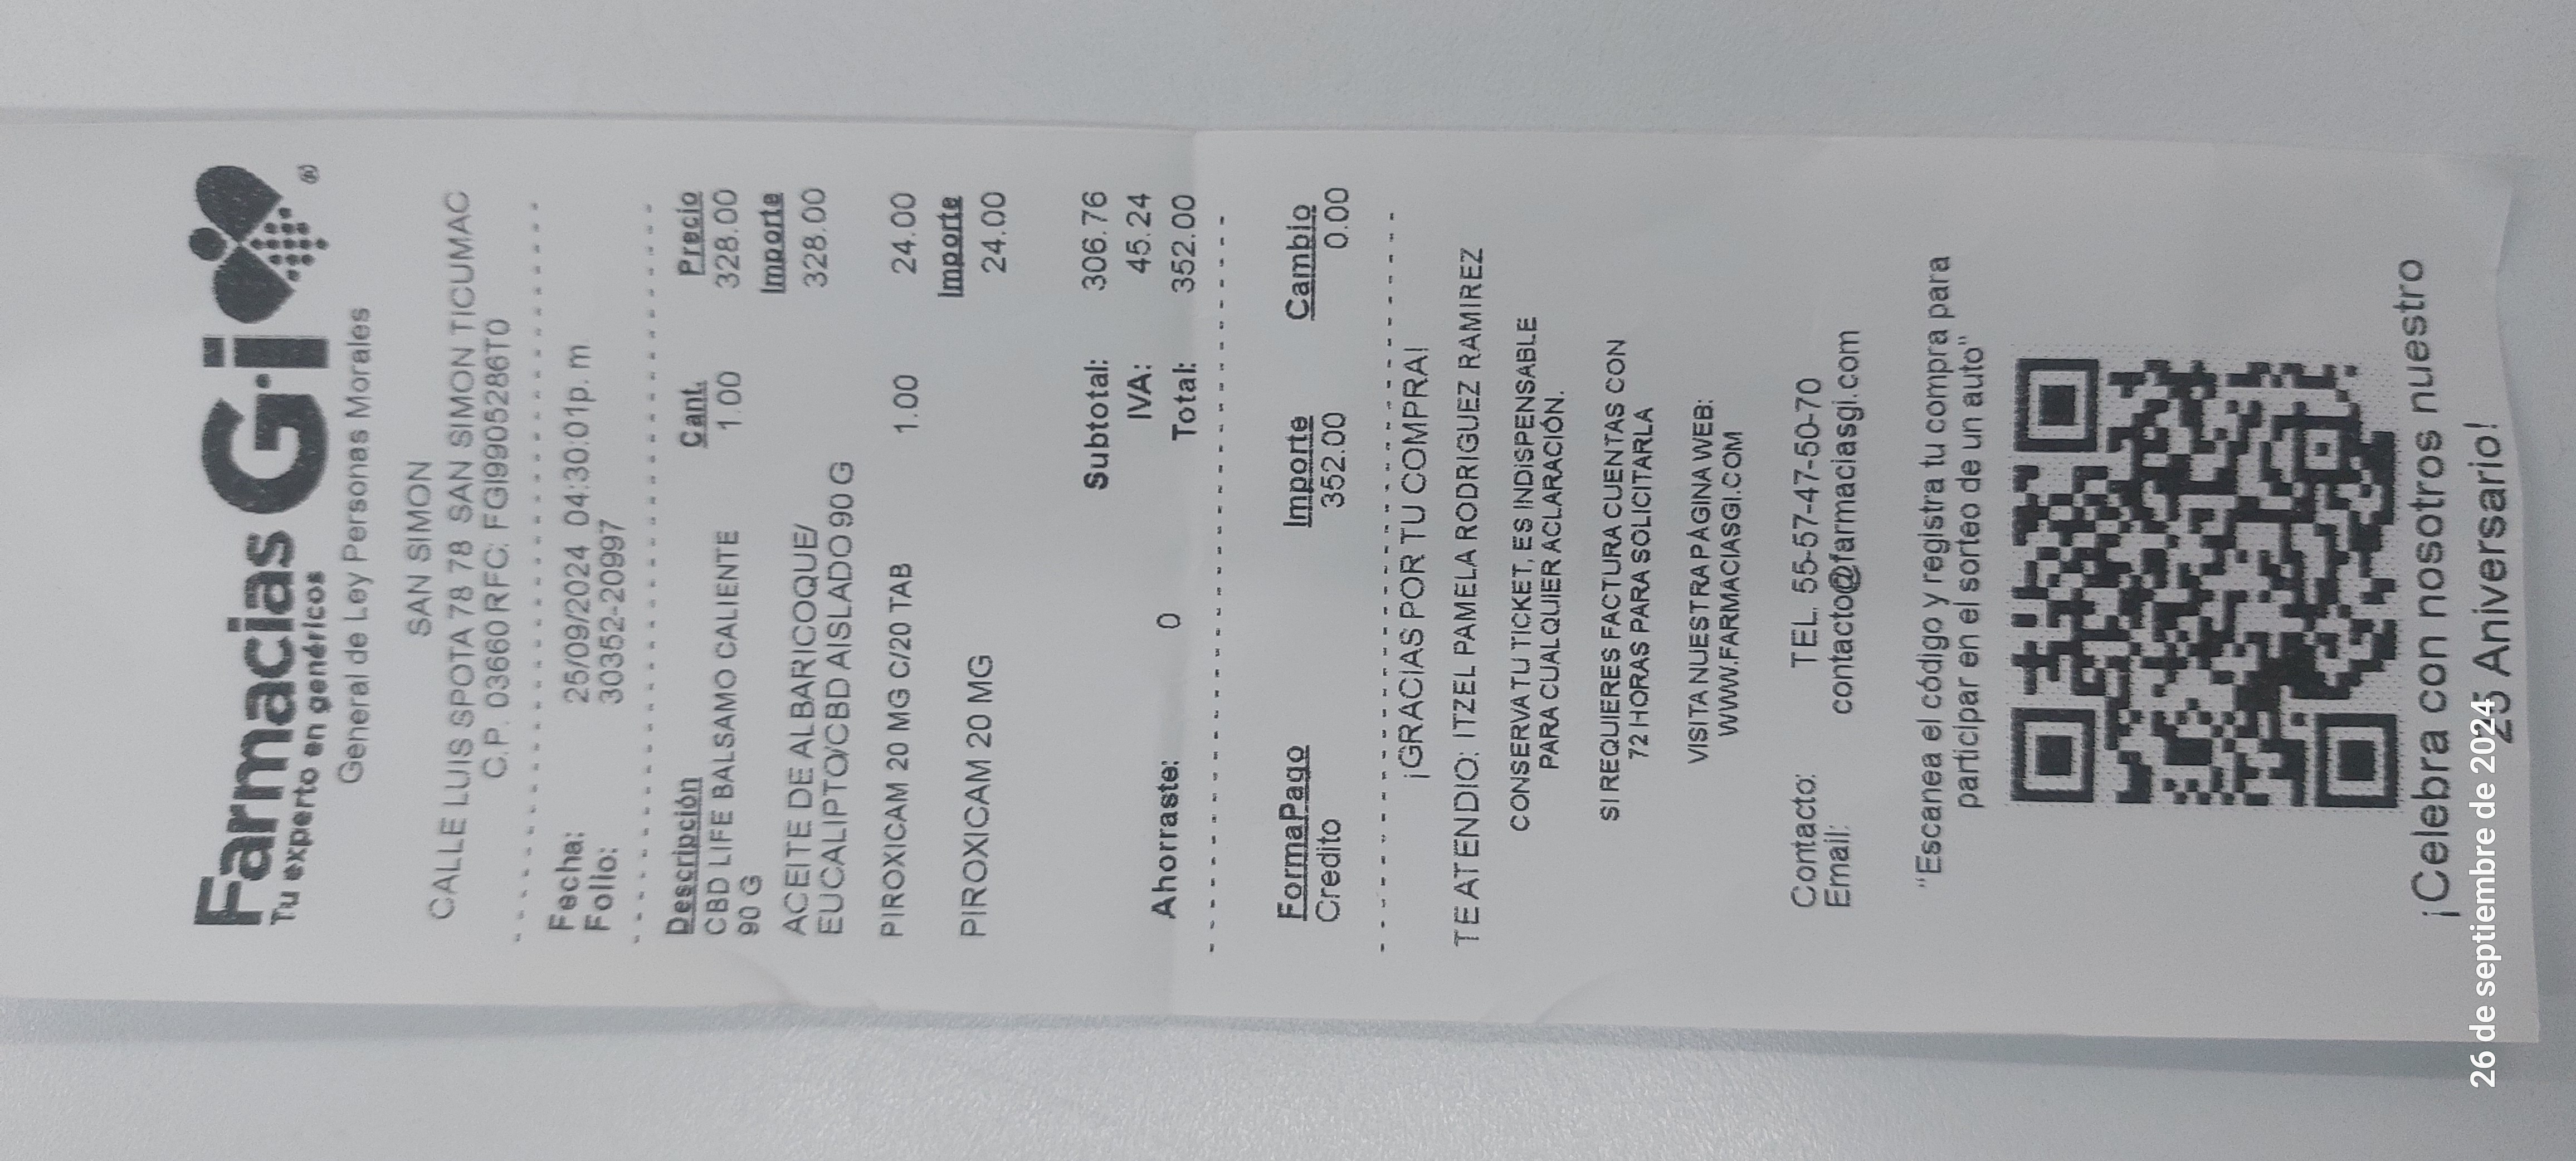 Farmacias Gi ®
Tu experto en genéricos
General de Ley Personas Morales
SAN SIMON
CALLE LUIS SPOTA 78 78 SAN SIMON TICUMAC
C.P. 03660 RFC: FGI9905286T0
Fecha: 25/09/2024 04:30:01p. m
Folio: 30352-20997
Descripción Cant. Precio
CBD LIFE BALSAMO CALIENTE 1.00 328.00
90 G Importe
ACEITE DE ALBARICOQUE/ 328.00
EUCALIPTO/CBD AISLADO 90 G
PIROXICAM 20 MG C/20 TAB 1.00 24.00
Importe
PIROXICAM 20 MG 24.00
Subtotal: 306.76
IVA: 45.24
Ahorraste: 0 Total: 352.00
FormaPago Importe Cambio
Credito 352.00 0.00
¡GRACIAS POR TU COMPRA!
TE ATENDIO: ITZEL PAMELA RODRIGUEZ RAMIREZ
CONSERVA TU TICKET, ES INDISPENSABLE
PARA CUALQUIER ACLARACIÓN.
SI REQUIERES FACTURA CUENTAS CON
72 HORAS PARA SOLICITARLA
VISITA NUESTRA PÁGINA WEB:
WWW.FARMACIASGI.COM
Contacto: TEL. 55-57-47-50-70
Email: contacto@farmaciasgi.com
"Escanea el código y registra tu compra para
participar en el sorteo de un auto"
¡Celebra con nosotros nuestro
25 Aniversario!
26 de septiembre de 2024